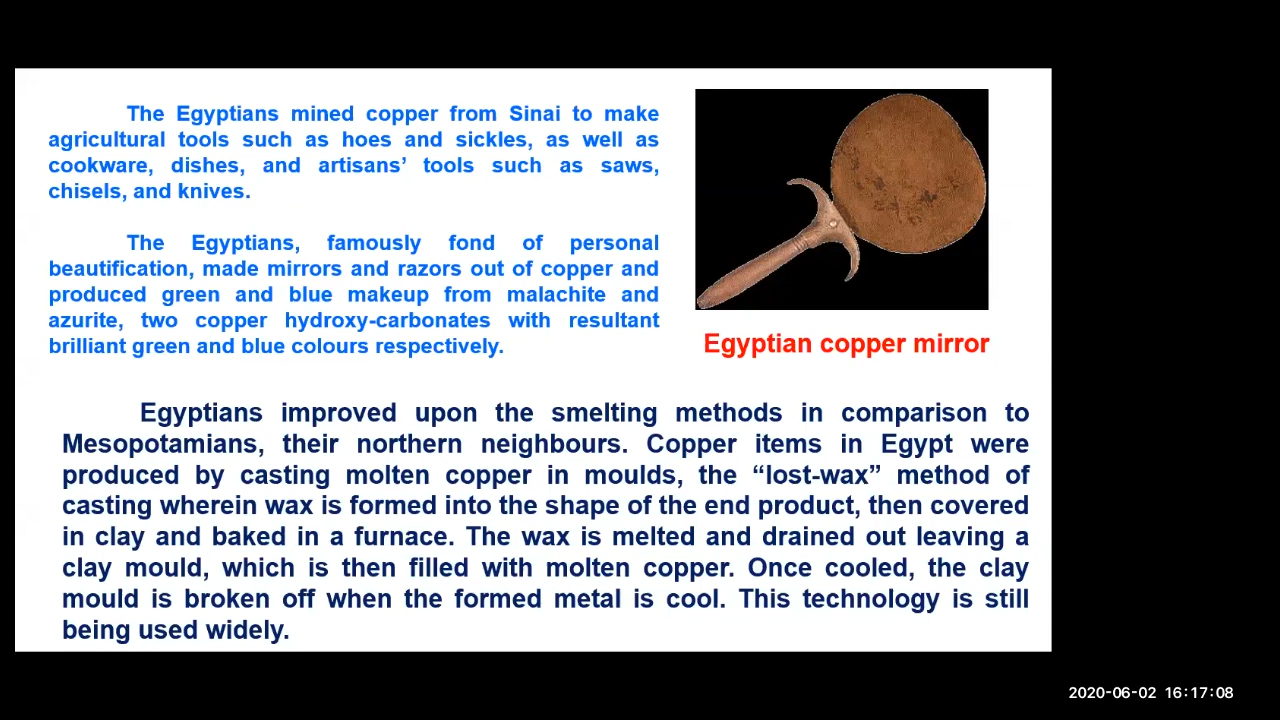 The Egyptians mined copper from Sinai to make
agricultural tools such as hoes and sickles, as well as
cookware, dishes, and artisans’ tools such as saws,
chisels, and knives.
The Egyptians, famously fond of personal
beautification, made mirrors and razors out of copper and
produced green and blue makeup from malachite and
azurite, two copper hydroxy-carbonates with resultant
brilliant green and blue colours respectively.
Egyptian copper mirror
Egyptians improved upon the smelting methods in comparison to
Mesopotamians, their northern neighbours. Copper items in Egypt were
produced by casting molten copper in moulds, the “lost-wax” method of
casting wherein wax is formed into the shape of the end product, then covered
in clay and baked in a furnace. The wax is melted and drained out leaving a
clay mould, which is then filled with molten copper. Once cooled, the clay
mould is broken off when the formed metal is cool. This technology is still
being used widely.
2020-06-02 16:17:08